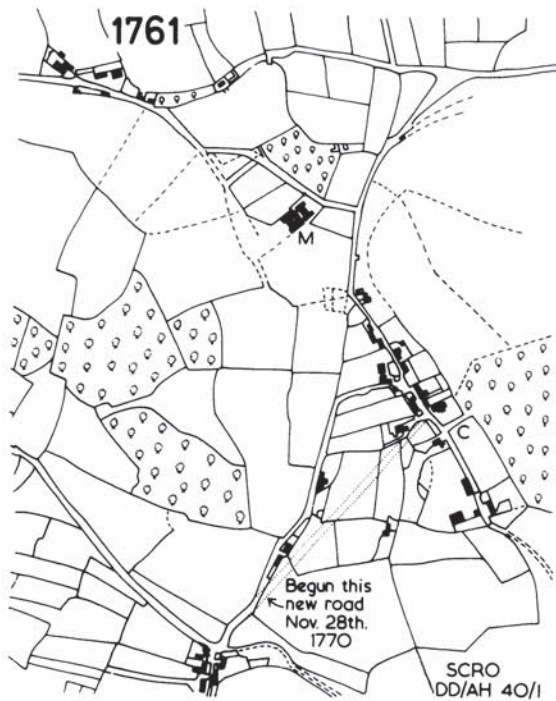 1761
M
C
Begun this
new road
Nov. 28th.
1770
SCRO
DD/AH 40/1